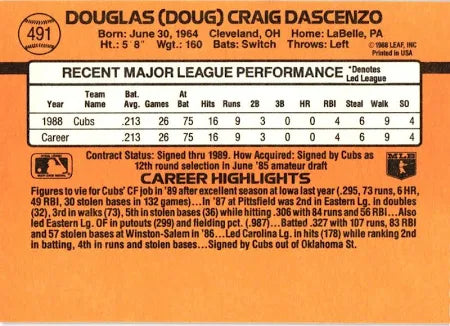 491
DOUGLAS (DOUG) CRAIG DASCENZO
Born: June 30, 1964 Cleveland, OH Home: LaBelle, PA
Ht.: 5' 8" Wgt.: 160 Bats: Switch Throws: Left
© 1988 LEAF, INC
Printed in USA
RECENT MAJOR LEAGUE PERFORMANCE *Denotes Led League
Year Team Name Bat. Avg. Games At Bat Hits Runs 2B 3B HR RBI Steal Walk SO
1988 Cubs .213 26 75 16 9 3 0 0 4 6 9 4
Career .213 26 75 16 9 3 0 0 4 6 9 4
Contract Status: Signed thru 1989. How Acquired: Signed by Cubs as
12th round selection in June '85 amateur draft
CAREER HIGHLIGHTS
Figures to vie for Cubs' CF job in '89 after excellent season at Iowa last year (.295, 73 runs, 6 HR,
49 RBI, 30 stolen bases in 132 games)...In '87 at Pittsfield was 2nd in Eastern Lg. in doubles
(32), 3rd in walks (73), 5th in stolen bases (36) while hitting .306 with 84 runs and 56 RBI...Also
led Eastern Lg. OF in putouts (299) and fielding pct. (.987)...Batted .327 with 107 runs, 83 RBI
and 57 stolen bases at Winston-Salem in '86...Led Carolina Lg. in hits (178) while ranking 2nd
in batting, 4th in runs and stolen bases...Signed by Cubs out of Oklahoma St.
MLB